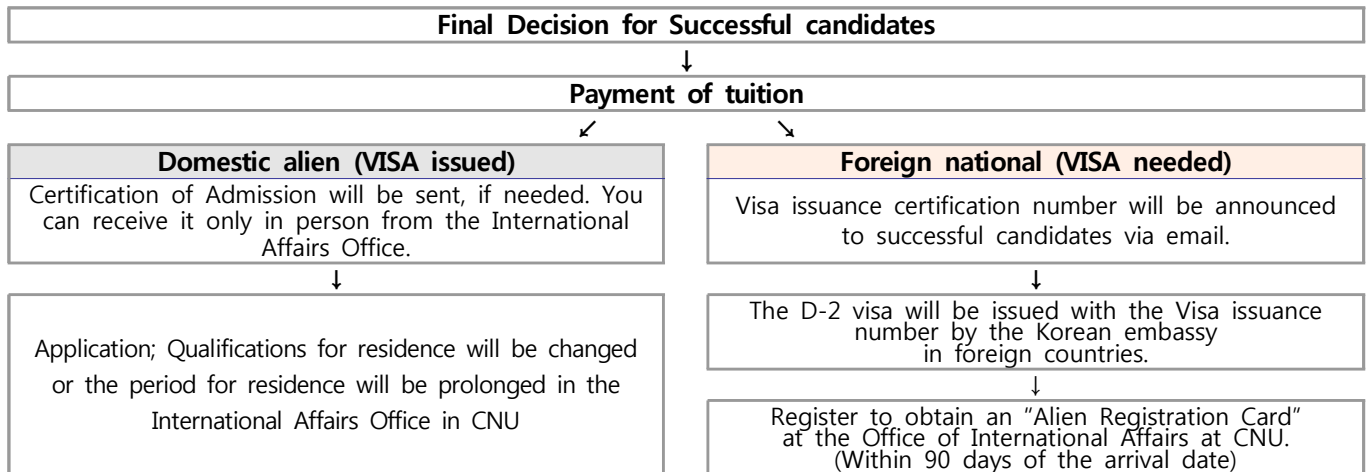 Final Decision for Successful candidates
↓
Payment of tuition
↙ ↘
Domestic alien (VISA issued)
Certification of Admission will be sent, if needed. You
can receive it only in person from the International
Affairs Office.
↓
Application; Qualifications for residence will be changed
or the period for residence will be prolonged in the
International Affairs Office in CNU
Foreign national (VISA needed)
Visa issuance certification number will be announced
to successful candidates via email.
↓
The D-2 visa will be issued with the Visa issuance
number by the Korean embassy
in foreign countries.
↓
Register to obtain an "Alien Registration Card"
at the Office of International Affairs at CNU.
(Within 90 days of the arrival date)